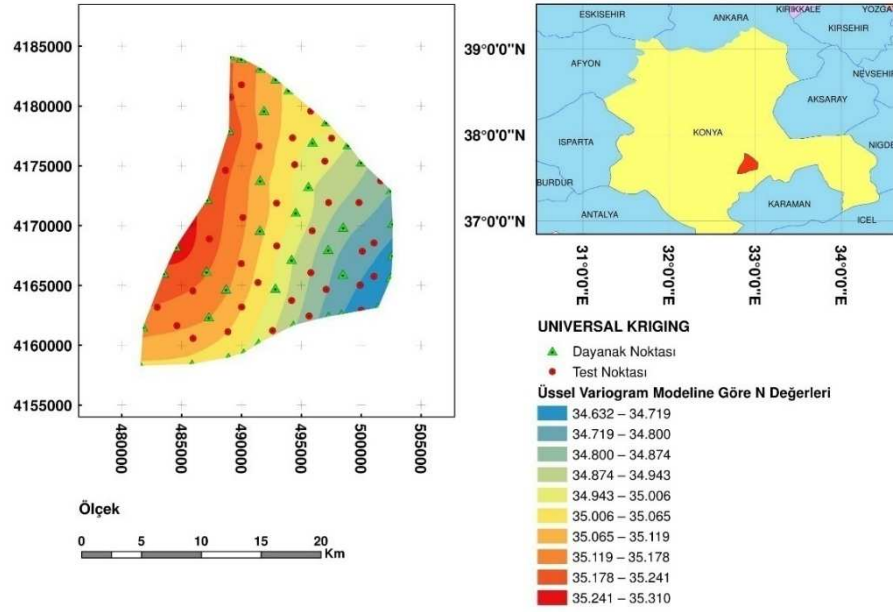 4185000
4180000
4175000
4170000
4165000
4160000
4155000
480000
485000
490000
495000
500000
505000
Ölçek
0 5 10 15 20
Km
39°0'0"N
38°0'0"N
37°0'0"N
31°0'0"E
32°0'0"E
33°0'0"E
34°0'0"E
ESKISEHIR
ANKARA
KIRIKKALE
YOZGA
KIRSEHIR
AFYON
NEVSEHIR
AKSARAY
KONYA
ISPARTA
NIGDE
BURDUR
ANTALYA
KARAMAN
ICEL
UNIVERSAL KRIGING
Dayanak Noktası
Test Noktası
Üssel Variogram Modeline Göre N Değerleri
34.632 – 34.719
34.719 – 34.800
34.800 – 34.874
34.874 – 34.943
34.943 – 35.006
35.006 – 35.065
35.065 – 35.119
35.119 – 35.178
35.178 – 35.241
35.241 – 35.310